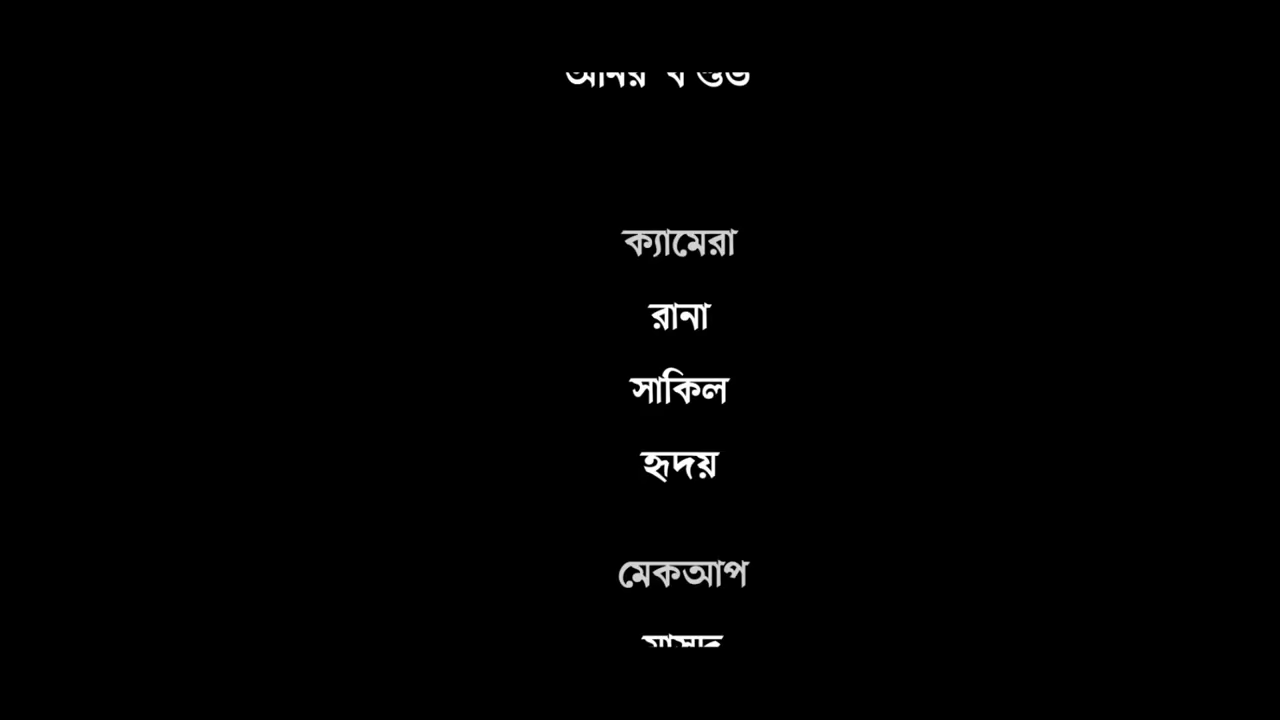 ক্যামেরা
রানা
সাকিল
হৃদয়
মেকআপ